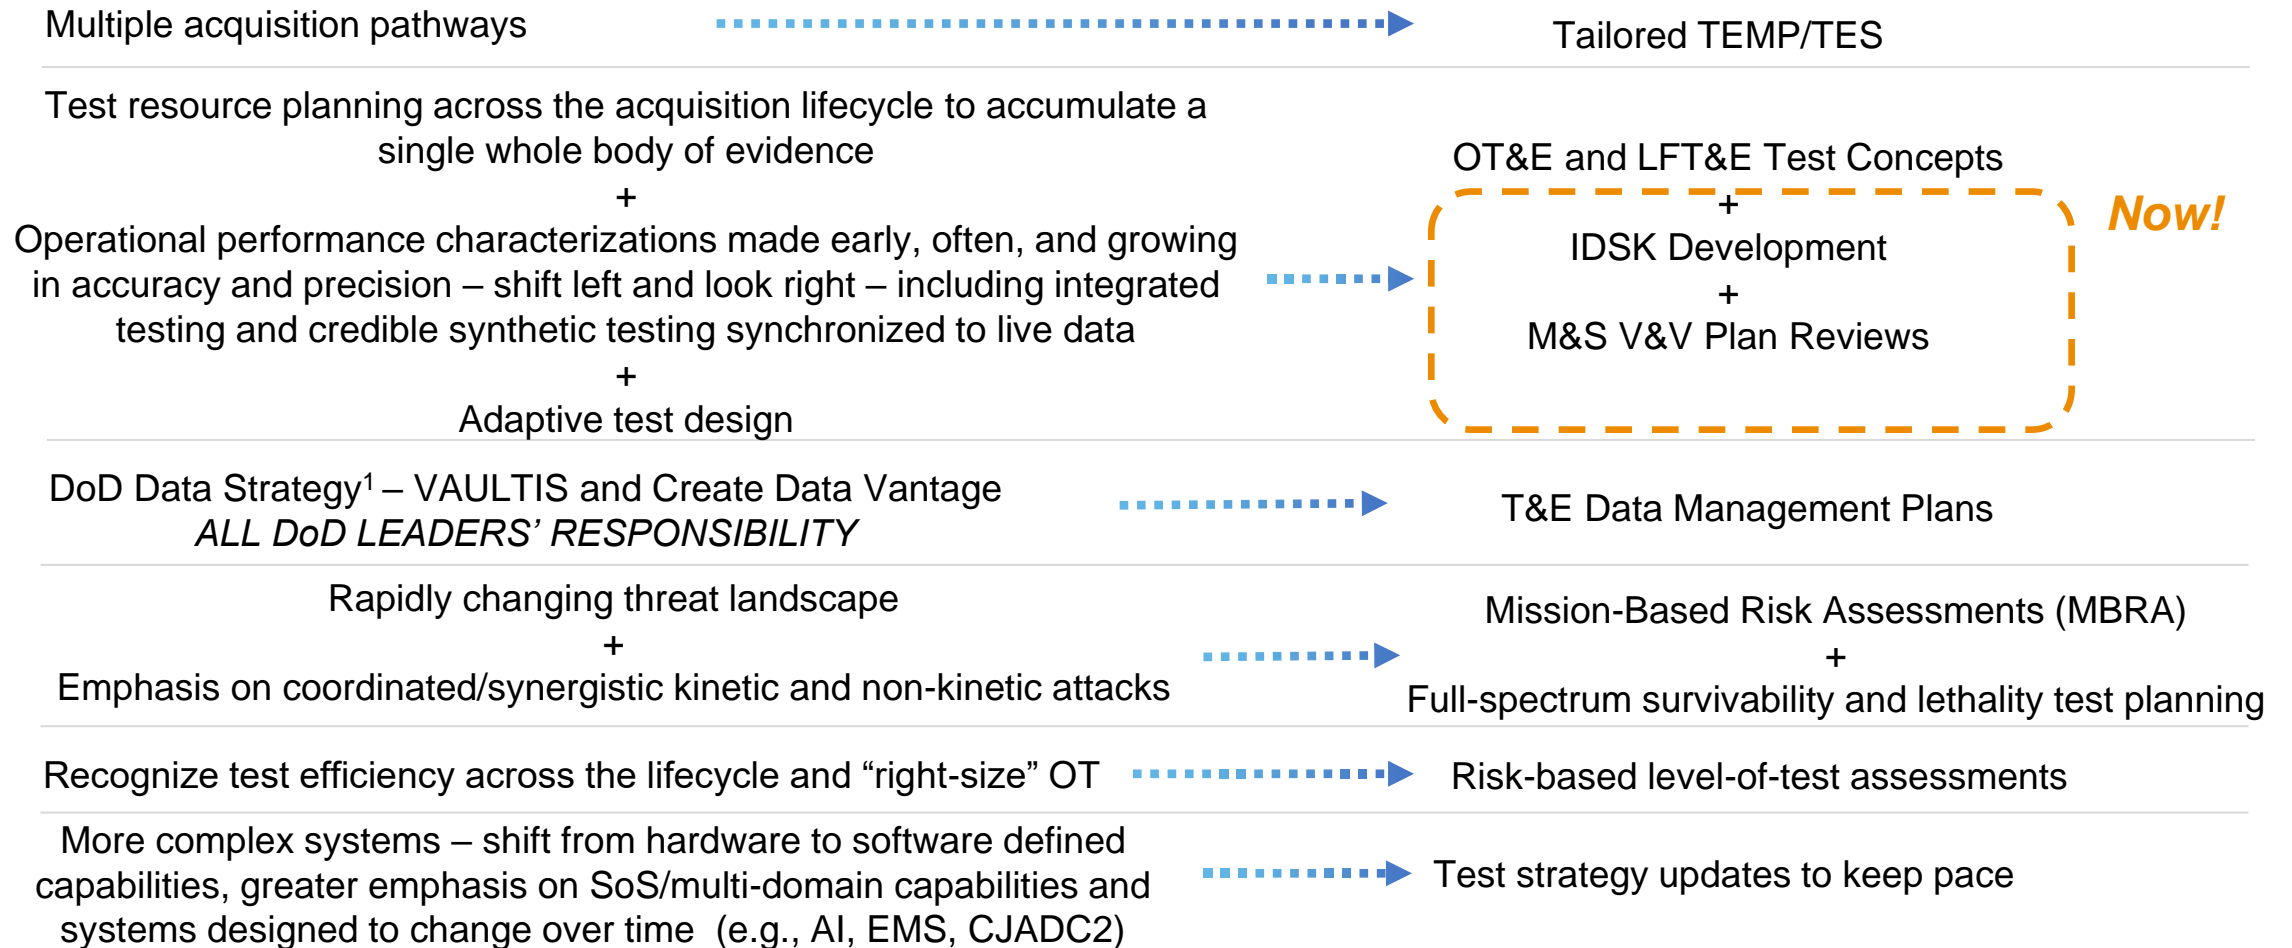 Multiple acquisition pathways
Tailored TEMP/TES
Test resource planning across the acquisition lifecycle to accumulate a
single whole body of evidence
+
Operational performance characterizations made early, often, and growing
in accuracy and precision – shift left and look right – including integrated
testing and credible synthetic testing synchronized to live data
+
Adaptive test design
OT&E and LFT&E Test Concepts
+
IDSK Development
+
M&S V&V Plan Reviews
Now!
DoD Data Strategy¹ – VAULTIS and Create Data Vantage
ALL DoD LEADERS’ RESPONSIBILITY
T&E Data Management Plans
Rapidly changing threat landscape
+
Emphasis on coordinated/synergistic kinetic and non-kinetic attacks
Mission-Based Risk Assessments (MBRA)
+
Full-spectrum survivability and lethality test planning
Recognize test efficiency across the lifecycle and “right-size” OT
Risk-based level-of-test assessments
More complex systems – shift from hardware to software defined
capabilities, greater emphasis on SoS/multi-domain capabilities and
systems designed to change over time (e.g., AI, EMS, CJADC2)
Test strategy updates to keep pace